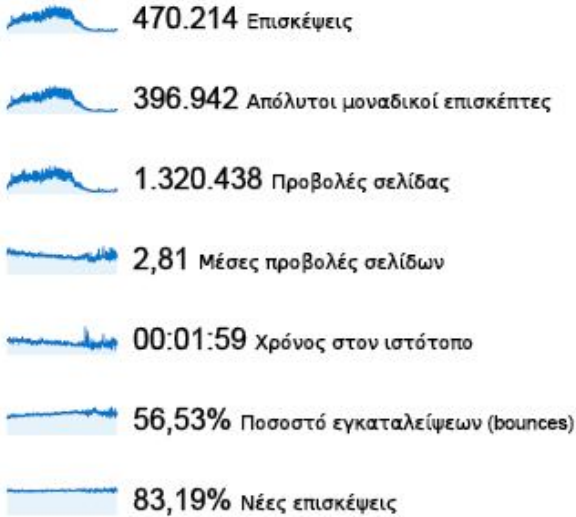 470.214 Επισκέψεις
396.942 Απόλυτοι μοναδικοί επισκέπτες
1.320.438 Προβολές σελίδας
2,81 Μέσες προβολές σελίδων
00:01:59 Χρόνος στον ιστότοπο
56,53% Ποσοστό εγκαταλείψεων (bounces)
83,19% Νέες επισκέψεις